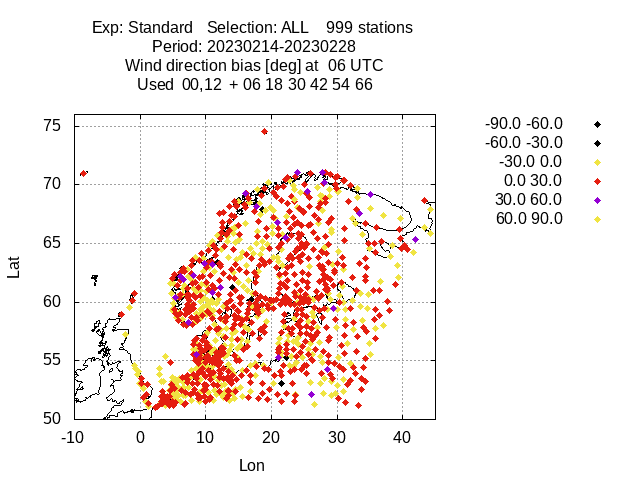 Exp: Standard   Selection: ALL    999 stations
Period: 20230214-20230228
Wind direction bias [deg] at  06 UTC
Used  00,12  + 06 18 30 42 54 66
-90.0 -60.0
-60.0 -30.0
-30.0 0.0
0.0 30.0
30.0 60.0
60.0 90.0
75
70
65
60
55
50
Lat
-10 0 10 20 30 40
Lon